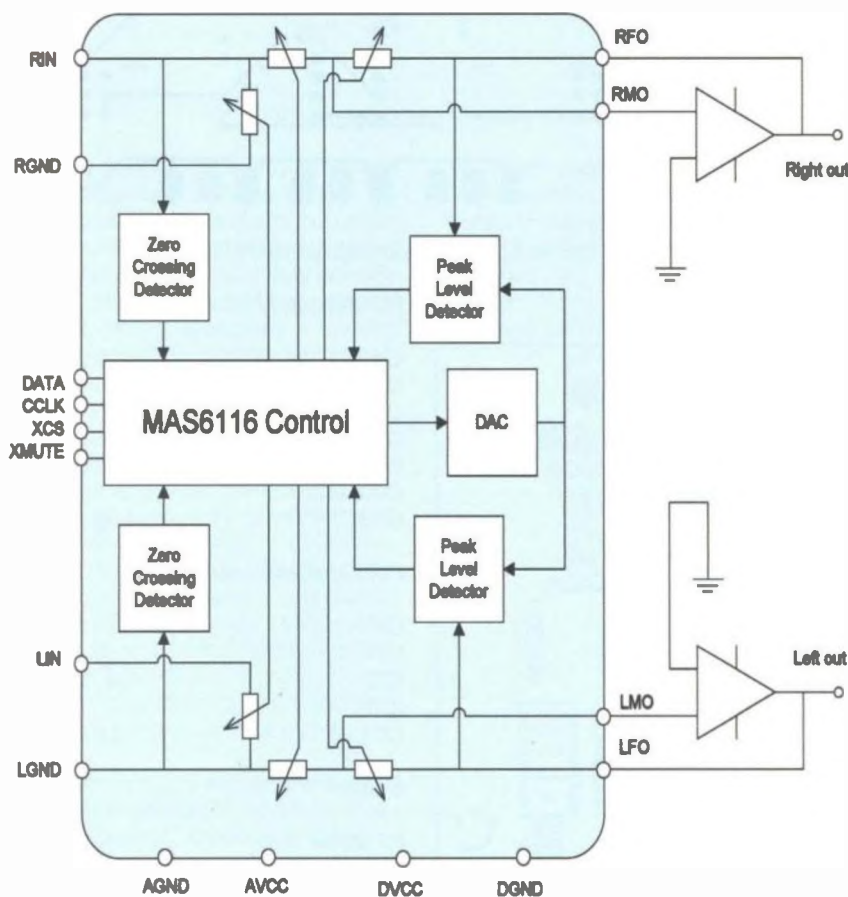 RFO
RIN
RMO
RGND
Right out
Zero
Crossing
Detector
Peak
Level
Detector
DATA
CCLK
XCS
XMUTE
MAS6116 Control
DAC
Zero
Crossing
Detector
Peak
Level
Detector
LIN
Left out
LMO
LFO
LGND
AGND
AVCC
DVCC
DGND